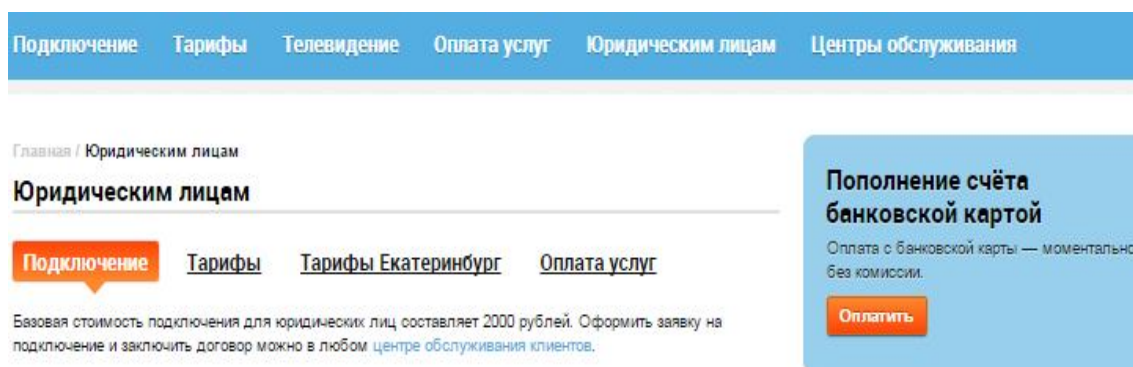 Подключение Тарифы Телевидение Оплата услуг Юридическим лицам Центры обслуживания
Главная / Юридическим лицам
Юридическим лицам
Подключение Тарифы Тарифы Екатеринбург Оплата услуг
Базовая стоимость подключения для юридических лиц составляет 2000 рублей. Оформить заявку на
подключение и заключить договор можно в любом центре обслуживания клиентов.
Пополнение счёта
банковской картой
Оплата с банковской карты — моментально
без комиссии.
Оплатить